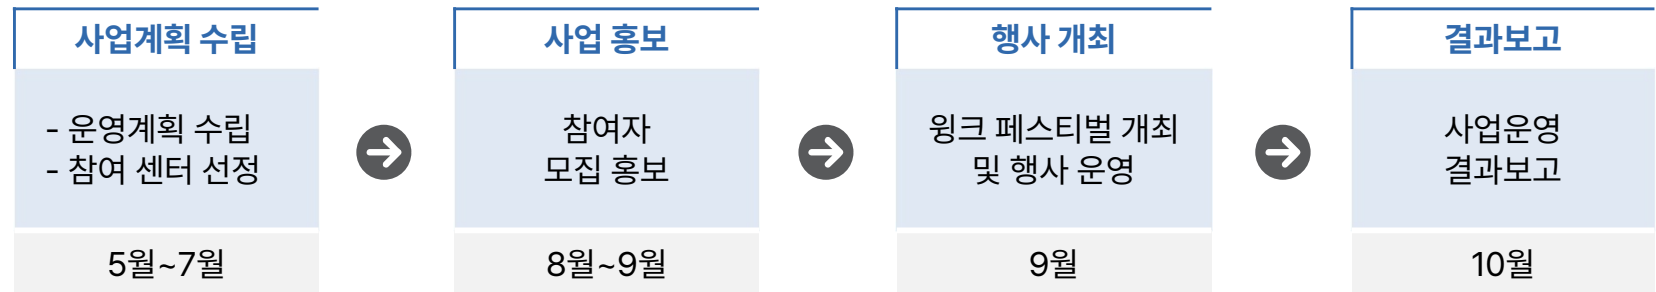 사업계획 수립
- 운영계획 수립
- 참여 센터 선정
5월~7월
사업 홍보
참여자
모집 홍보
8월~9월
행사 개최
윙크 페스티벌 개최
및 행사 운영
9월
결과보고
사업운영
결과보고
10월